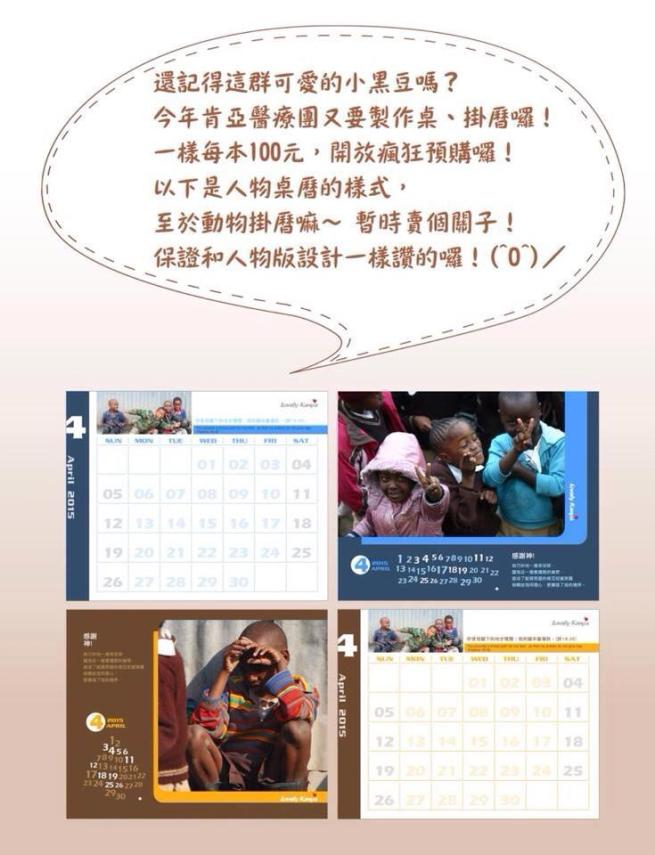 還記得這群可愛的小黑豆嗎？
今年肯亞醫療團又要製作桌、掛曆囉！
一樣每本100元，開放瘋狂預購囉！
以下是人物桌曆的樣式，
至於動物掛曆嘛～ 暫時賣個關子！
保證和人物版設計一樣讚的囉！(^O^)／
4
April 2015
Lovely Kenya
SUN MON TUE WED THU FRI SAT
01 02 03 04
05 06 07 08 09 10 11
12 13 14 15 16 17 18
19 20 21 22 23 24 25
26 27 28 29 30
Lovely Kenya
4 2015 APRIL
1 2 3 4 5 6 7 8 9 10 11 12
13 14 15 16 17 18 19 20 21 22
23 24 25 26 27 28 29 30
感謝神!
感謝
神!
4 2015 APRIL
1 2
3 4 5 6
7 8 9 10 11
12 13 14 15 16
17 18 19 20 21 22
23 24 25 26 27 28
29 30
Lovely Kenya
4
April 2015
Lovely Kenya
SUN MON TUE WED THU FRI SAT
01 02 03 04
05 06 07 08 09 10 11
12 13 14 15 16 17 18
19 20 21 22 23 24 25
26 27 28 29 30